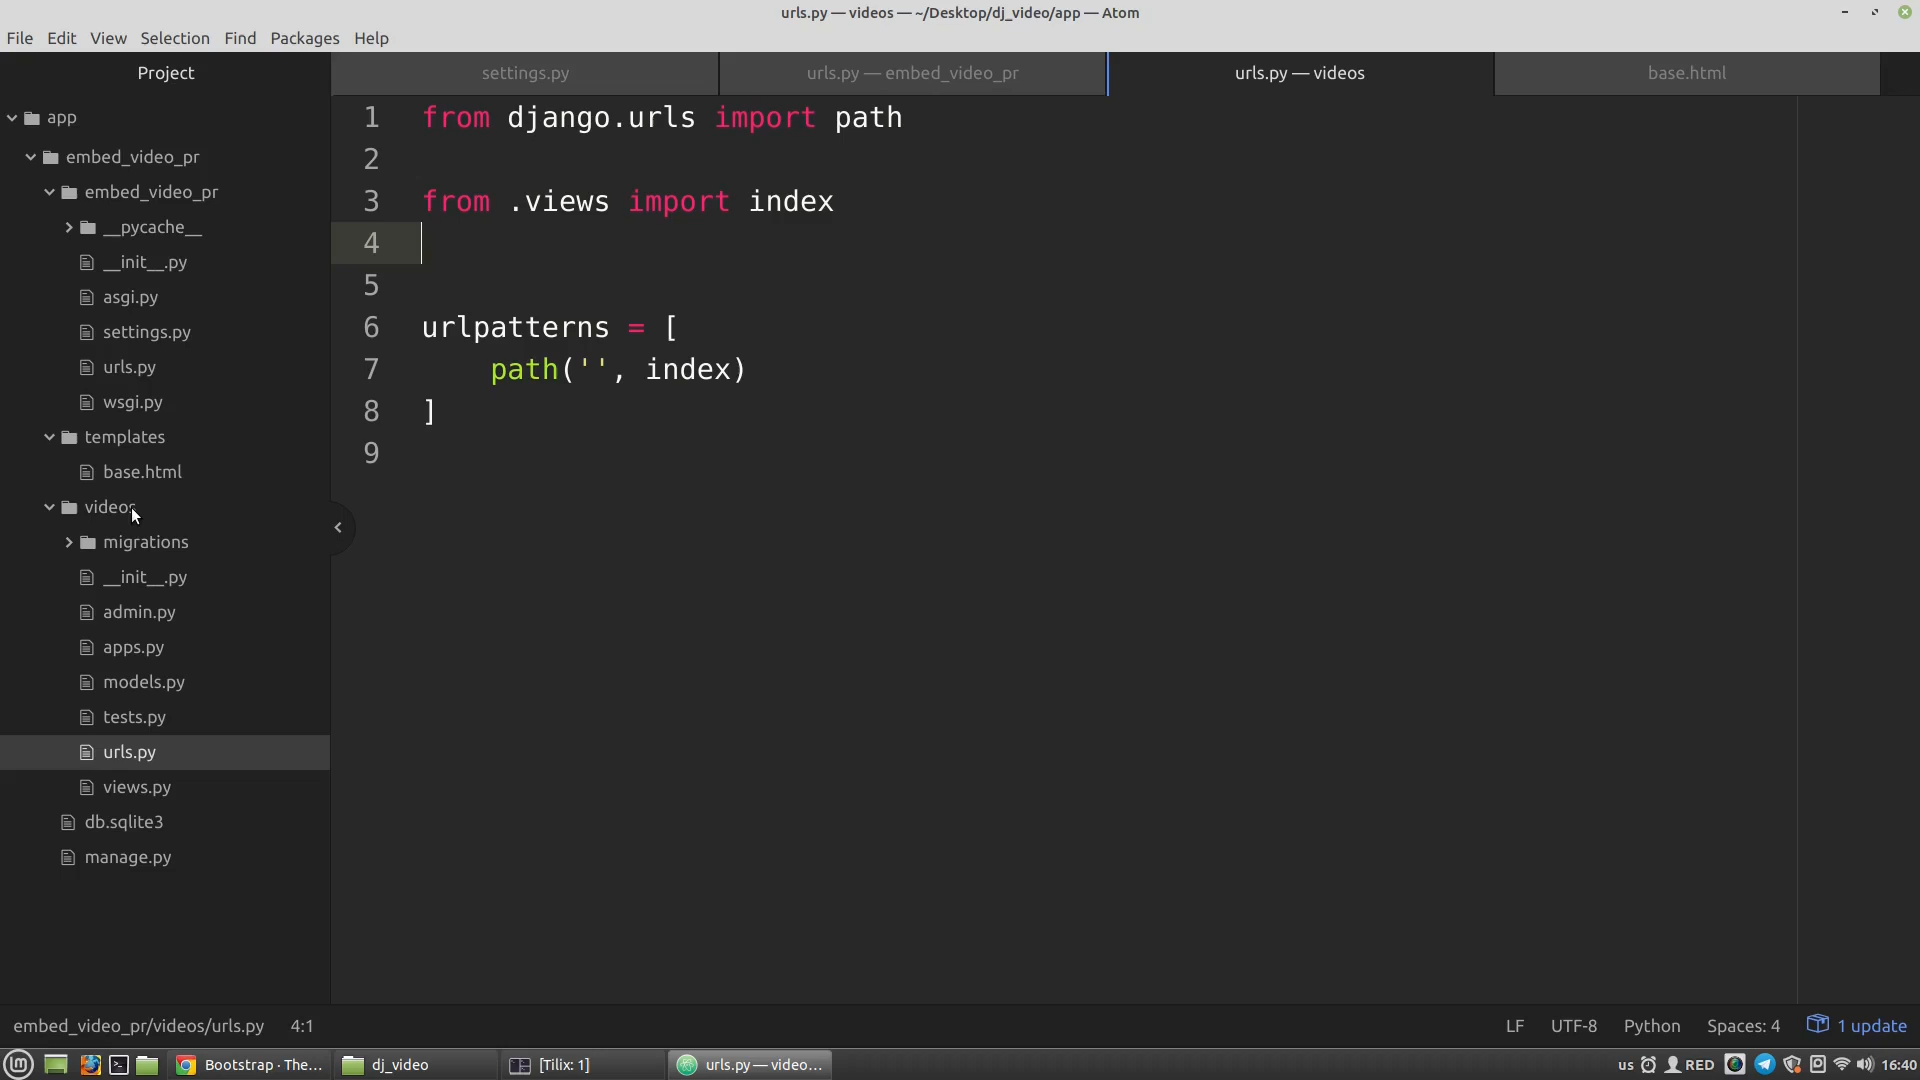 urls.py — videos — ~/Desktop/dj_video/app — Atom
File Edit View Selection Find Packages Help
Project
settings.py
urls.py — embed_video_pr
urls.py — videos
base.html
app
embed_video_pr
embed_video_pr
__pycache__
__init__.py
asgi.py
settings.py
urls.py
wsgi.py
templates
base.html
videos
migrations
__init__.py
admin.py
apps.py
models.py
tests.py
urls.py
views.py
db.sqlite3
manage.py
1 from django.urls import path
2
3 from .views import index
4
5
6 urlpatterns = [
7     path('', index)
8 ]
9
embed_video_pr/videos/urls.py 4:1
LF UTF-8 Python Spaces: 4 1 update
Bootstrap · The... dj_video [Tilix: 1] urls.py — video... us RED 16:40